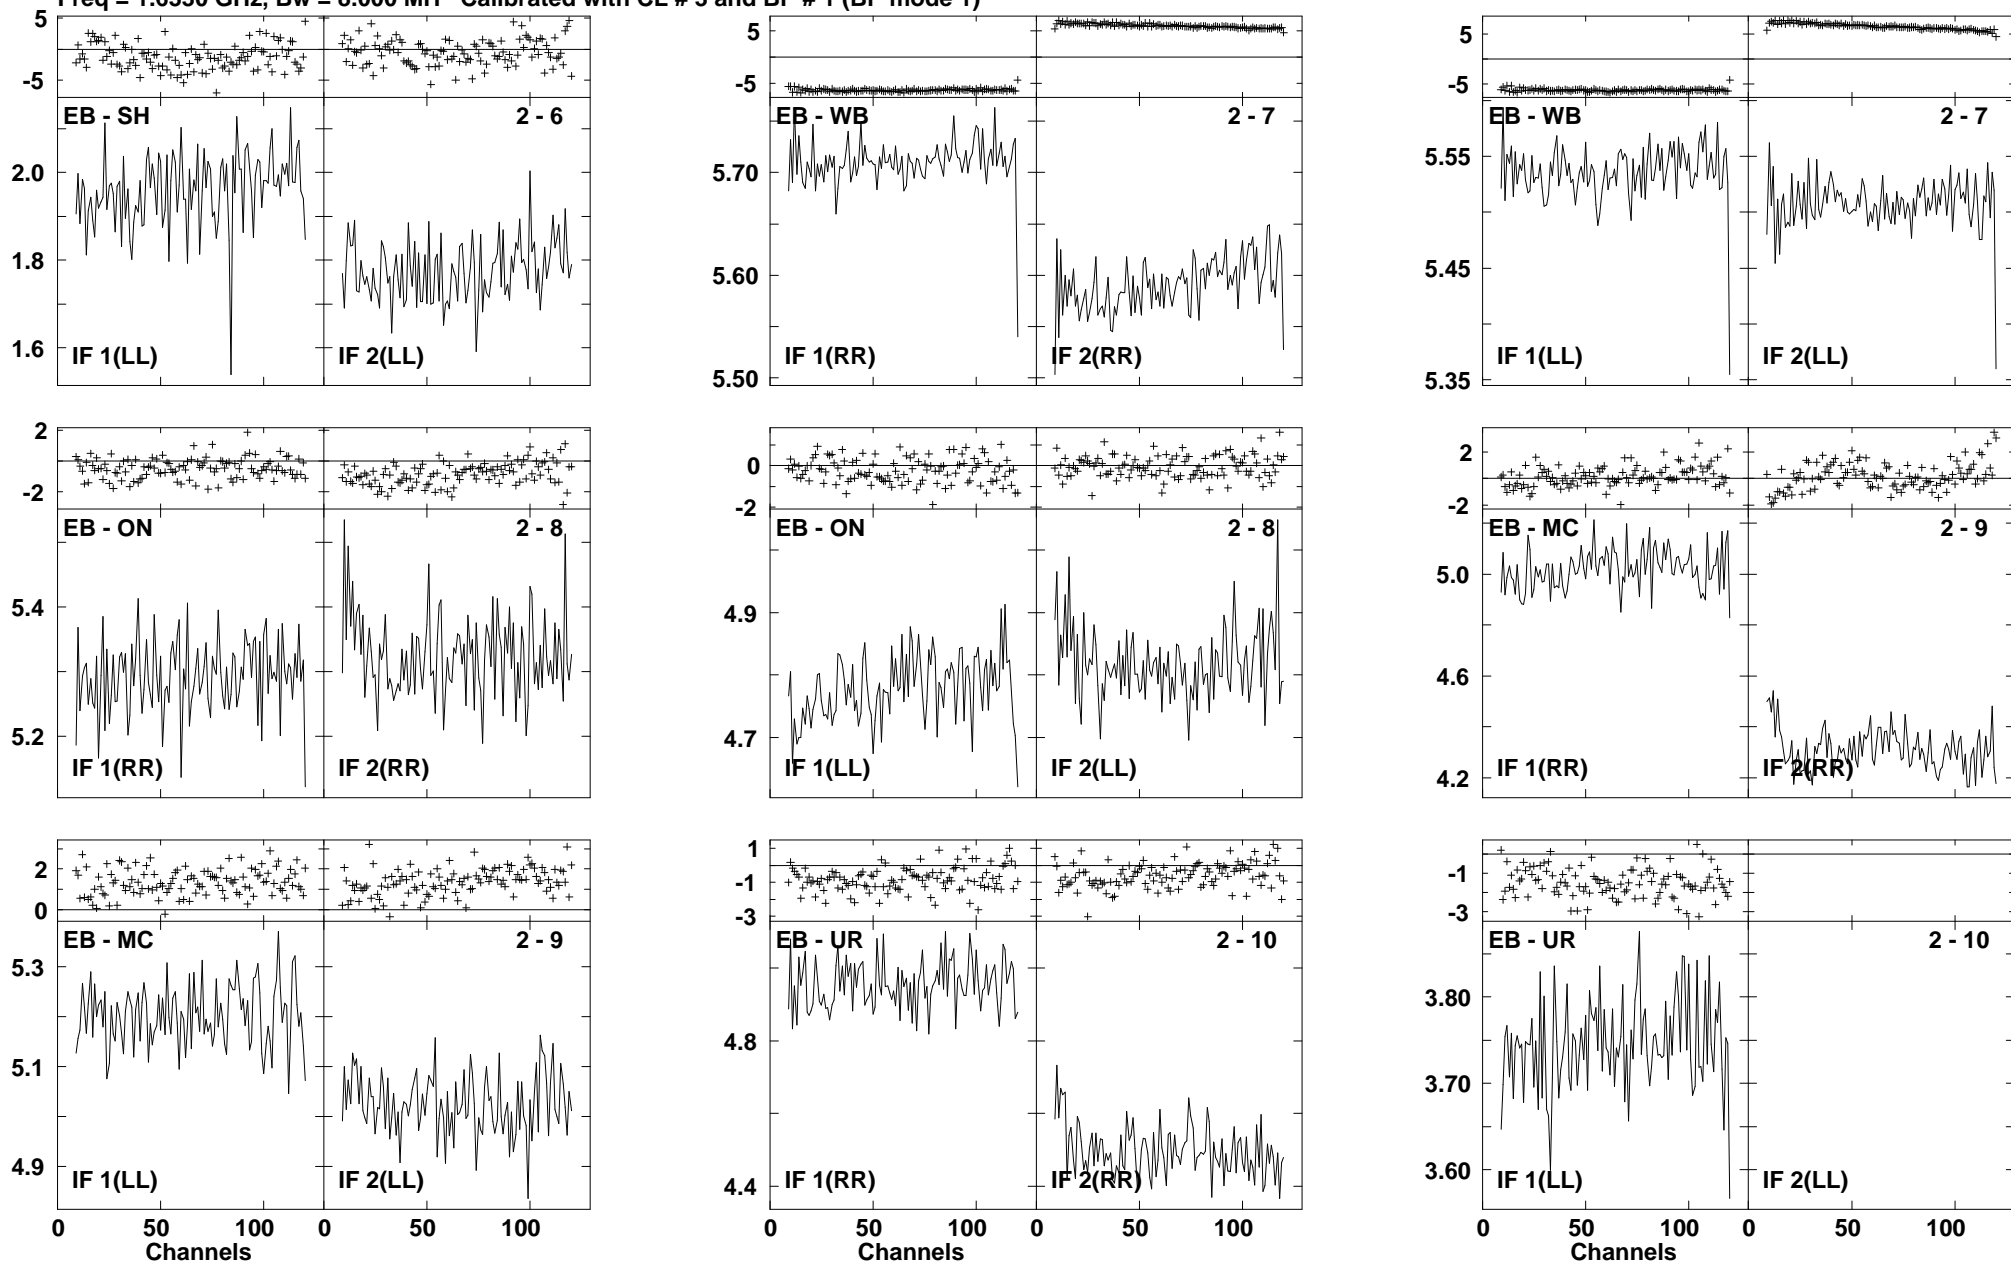 Calibrated with CL # 3 and BP # 1 (BP mode 1)
5 -5 5 -5 5 -5
EB - SH 2 - 6 EB - WB 2 - 7 EB - WB 2 - 7
2.0 1.8 1.6 5.70 5.60 5.50 5.55 5.45 5.35
IF 1(LL) IF 2(LL) IF 1(RR) IF 2(RR) IF 1(LL) IF 2(LL)
2 -2 0 -2 2 -2
EB - ON 2 - 8 EB - ON 2 - 8 EB - MC 2 - 9
5.4 5.2 4.9 4.7 5.0 4.6 4.2
IF 1(RR) IF 2(RR) IF 1(LL) IF 2(LL) IF 1(RR) IF 2(RR)
2 0 1 -1 -3 -1 -3
EB - MC 2 - 9 EB - UR 2 - 10 EB - UR 2 - 10
5.3 5.1 4.9 4.8 4.4 3.80 3.70 3.60
IF 1(LL) IF 2(LL) IF 1(RR) IF 2(RR) IF 1(LL) IF 2(LL)
0 50 100 0 50 100 0 50 100 0 50 100 0 50 100 0 50 100
Channels Channels Channels